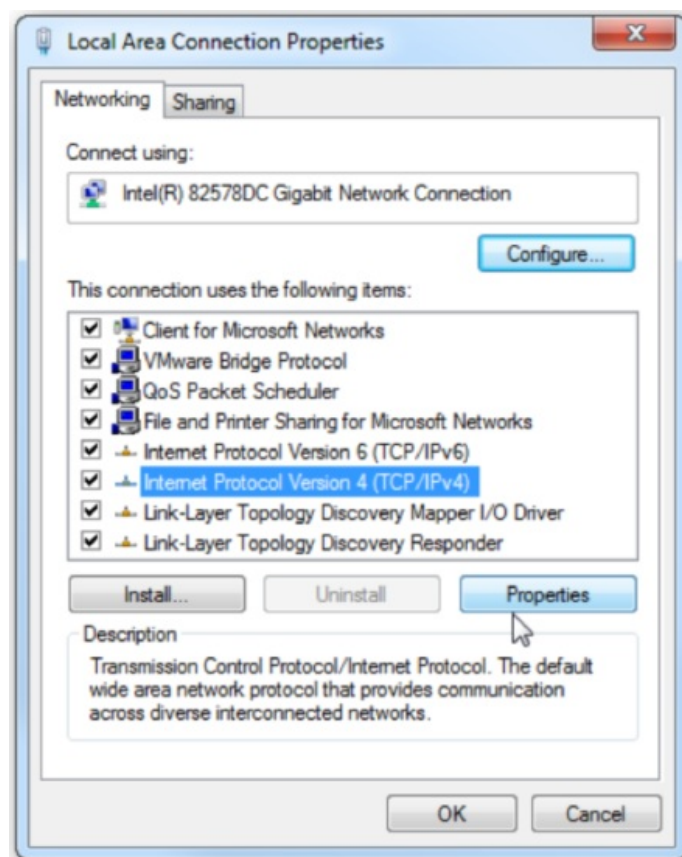 Local Area Connection Properties
Networking
Sharing
Connect using:
Intel(R) 82578DC Gigabit Network Connection
Configure...
This connection uses the following items:
Client for Microsoft Networks
VMware Bridge Protocol
QoS Packet Scheduler
File and Printer Sharing for Microsoft Networks
Internet Protocol Version 6 (TCP/IPv6)
Internet Protocol Version 4 (TCP/IPv4)
Link-Layer Topology Discovery Mapper I/O Driver
Link-Layer Topology Discovery Responder
Install...
Uninstall
Properties
Description
Transmission Control Protocol/Internet Protocol. The default
wide area network protocol that provides communication
across diverse interconnected networks.
OK
Cancel